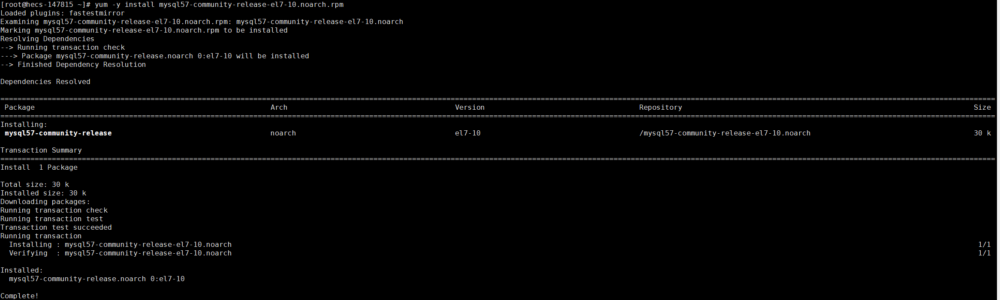 [root@hecs-147815 ~]# yum -y install mysql57-community-release-el7-10.noarch.rpm
Loaded plugins: fastestmirror
Examining mysql57-community-release-el7-10.noarch.rpm: mysql57-community-release-el7-10.noarch
Marking mysql57-community-release-el7-10.noarch.rpm to be installed
Resolving Dependencies
--> Running transaction check
---> Package mysql57-community-release.noarch 0:el7-10 will be installed
--> Finished Dependency Resolution

Dependencies Resolved

================================================================================
 Package Arch Version Repository Size
================================================================================
Installing:
 mysql57-community-release noarch el7-10 /mysql57-community-release-el7-10.noarch 30 k

Transaction Summary
================================================================================
Install  1 Package

Total size: 30 k
Installed size: 30 k
Downloading packages:
Running transaction check
Running transaction test
Transaction test succeeded
Running transaction
  Installing : mysql57-community-release-el7-10.noarch 1/1
  Verifying  : mysql57-community-release-el7-10.noarch 1/1

Installed:
  mysql57-community-release.noarch 0:el7-10

Complete!